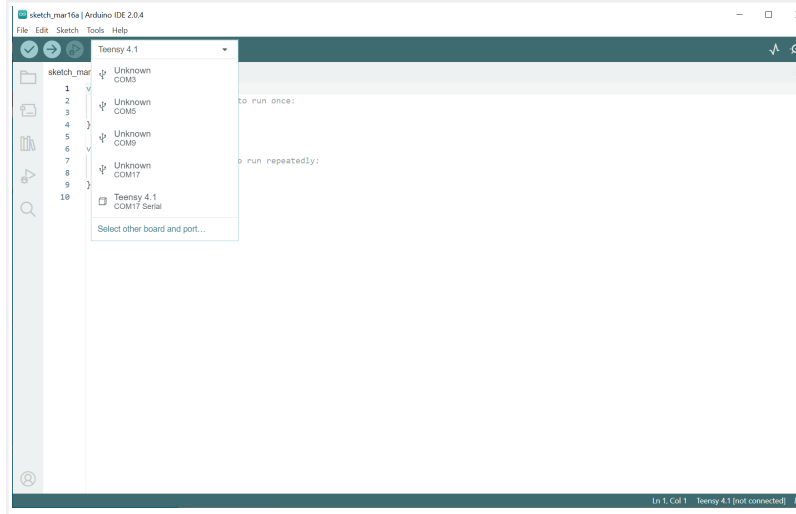 sketch_mar16a | Arduino IDE 2.0.4
File Edit Sketch Tools Help
Teensy 4.1
sketch_mar
Unknown
COM3
Unknown
COM5
Unknown
COM9
Unknown
COM17
Teensy 4.1
COM17 Serial
Select other board and port...
1 v
2 to run once:
3
4 }
5
6 v
7 o run repeatedly:
8
9 }
10
Ln 1, Col 1 Teensy 4.1 [not connected]